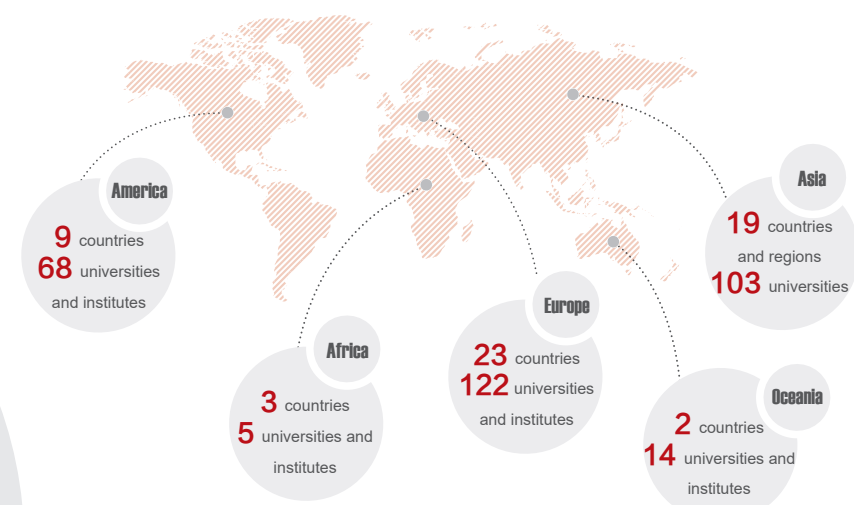 America
9 countries
68 universities
and institutes
Africa
3 countries
5 universities and
institutes
Europe
23 countries
122 universities
and institutes
Asia
19 countries
and regions
103 universities
Oceania
2 countries
14 universities and
institutes